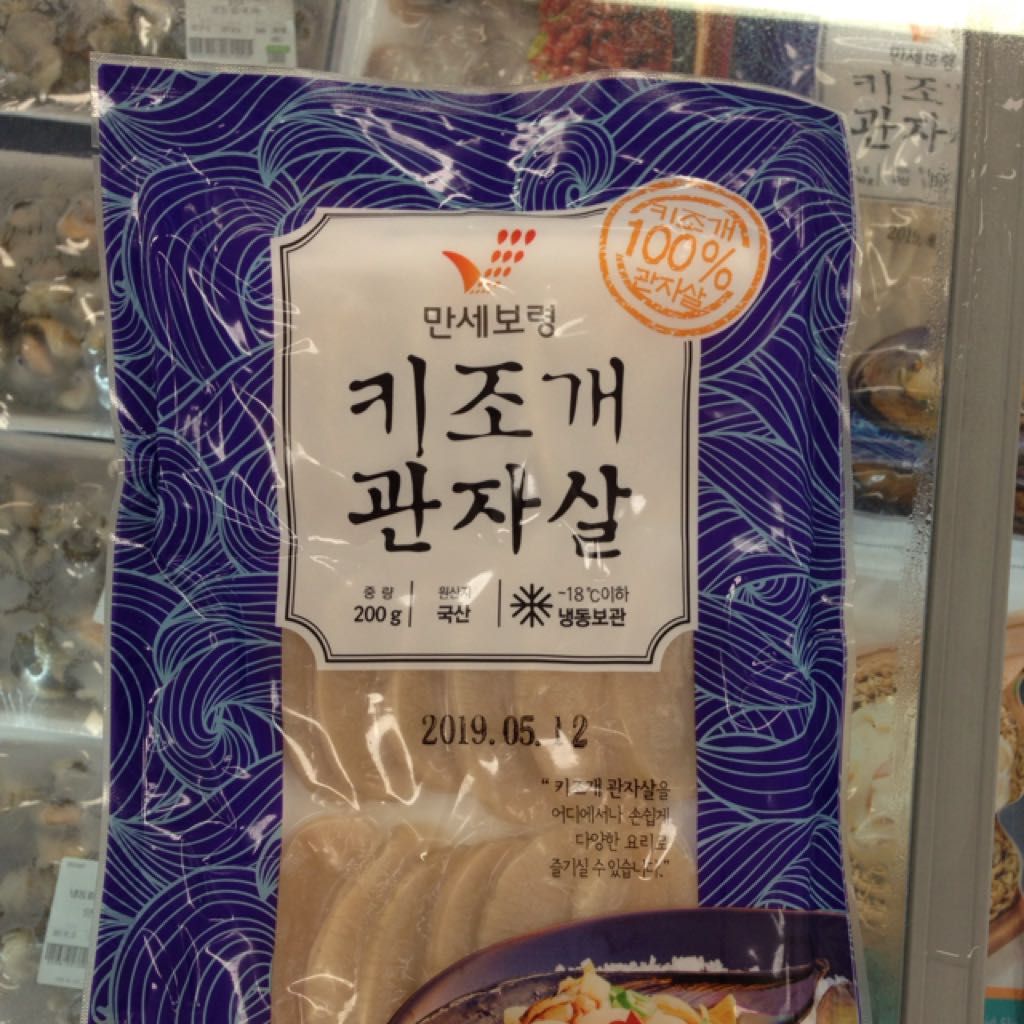 키조개
100%
관자살
만세보령
키조개
관자살
중 량
200g
원산지
국산
-18℃이하
냉동보관
2019.05.12
“키조개 관자살을
어디에서나 손쉽게
다양한 요리로
즐기실 수 있습니다.”
키조
관자